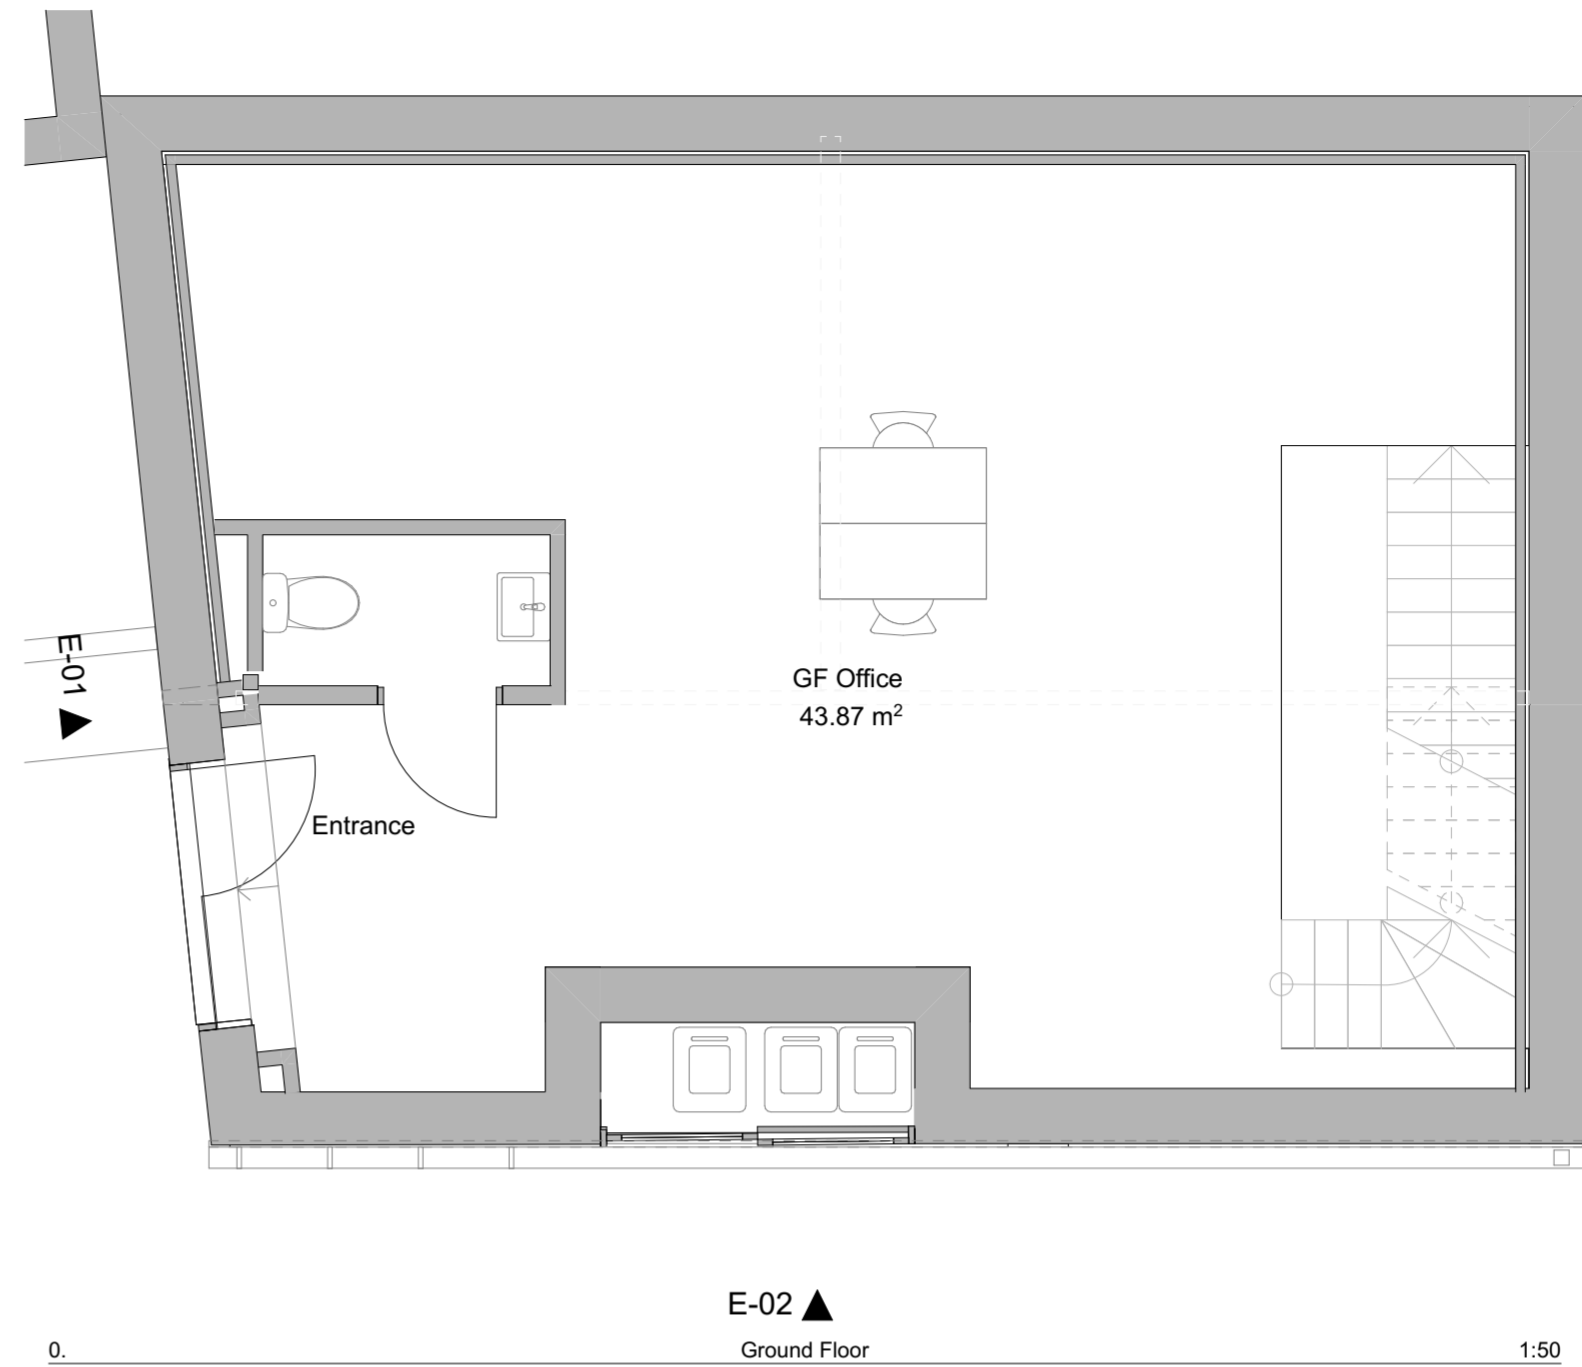 E-01
GF Office
43.87 m²
Entrance
E-02
0.
Ground Floor
1:50